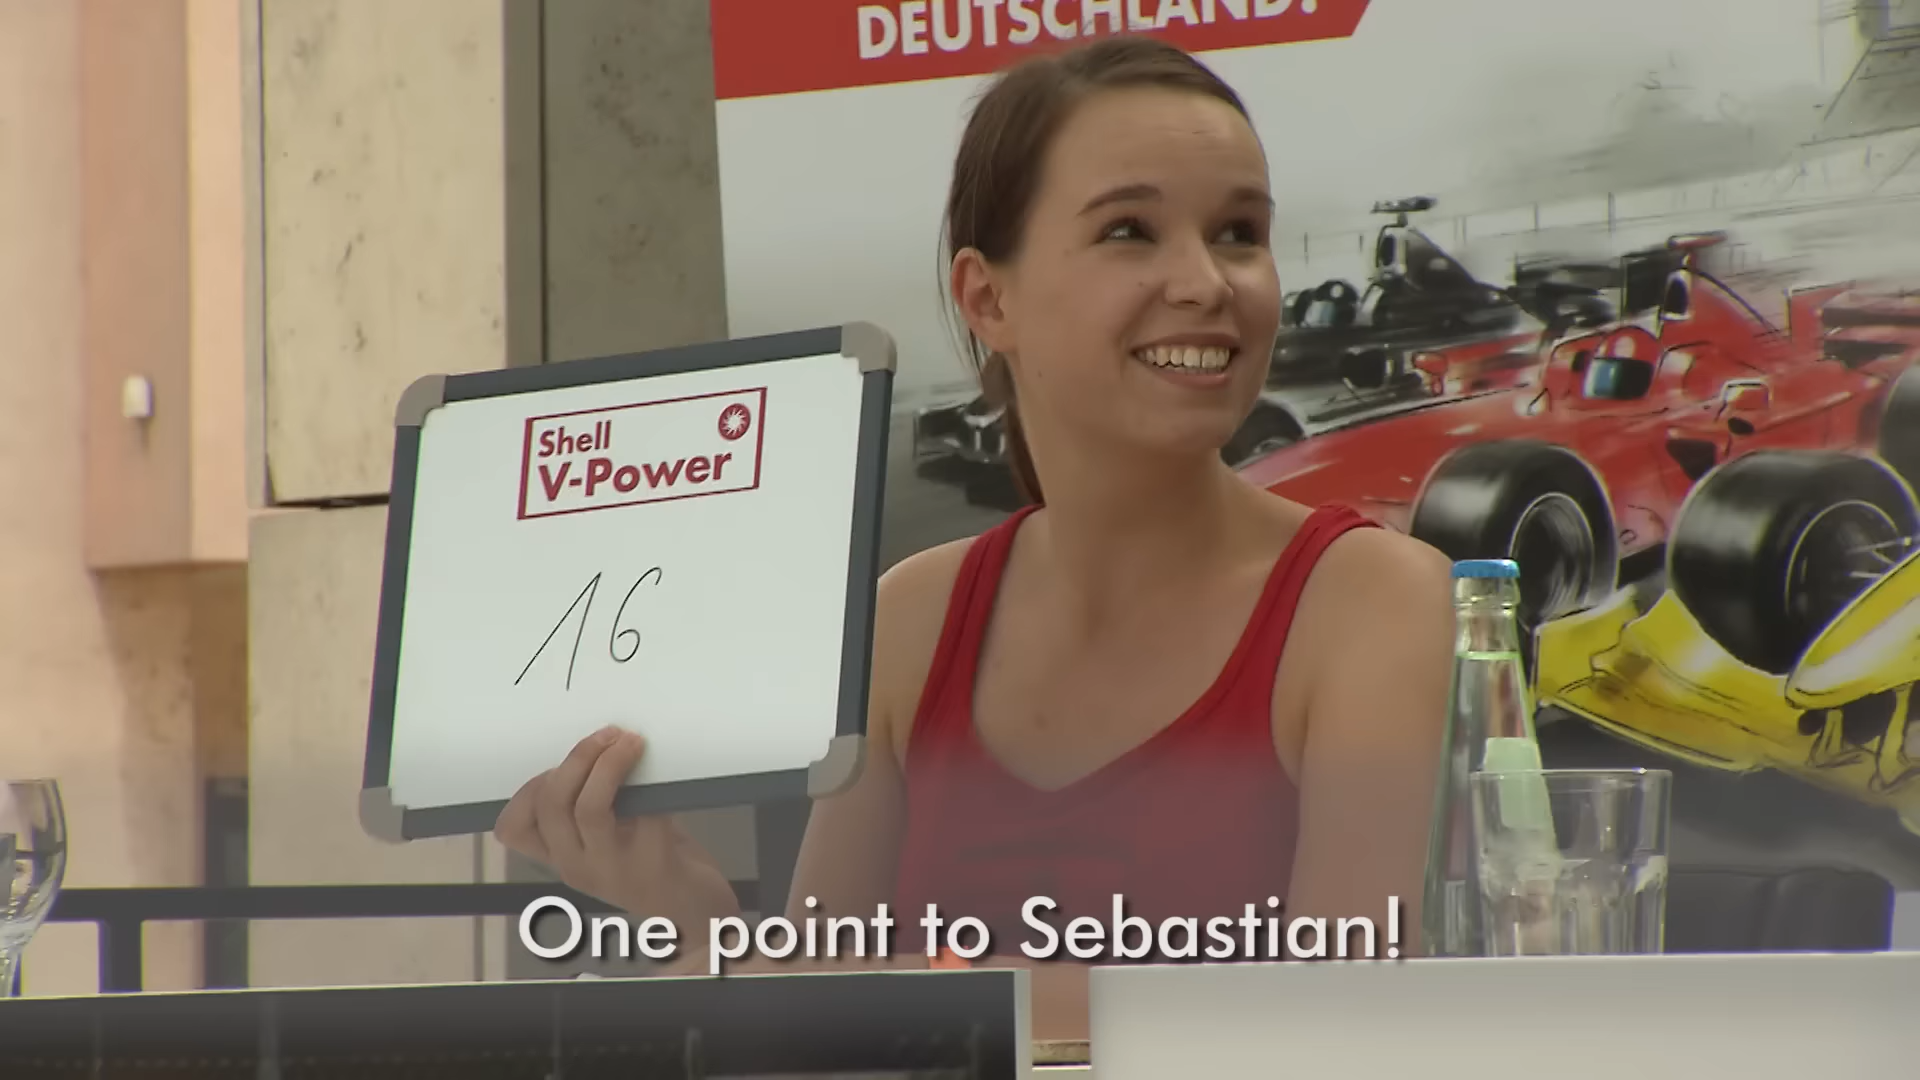 DEUTSCHLAND!
Shell
V-Power
16
One point to Sebastian!